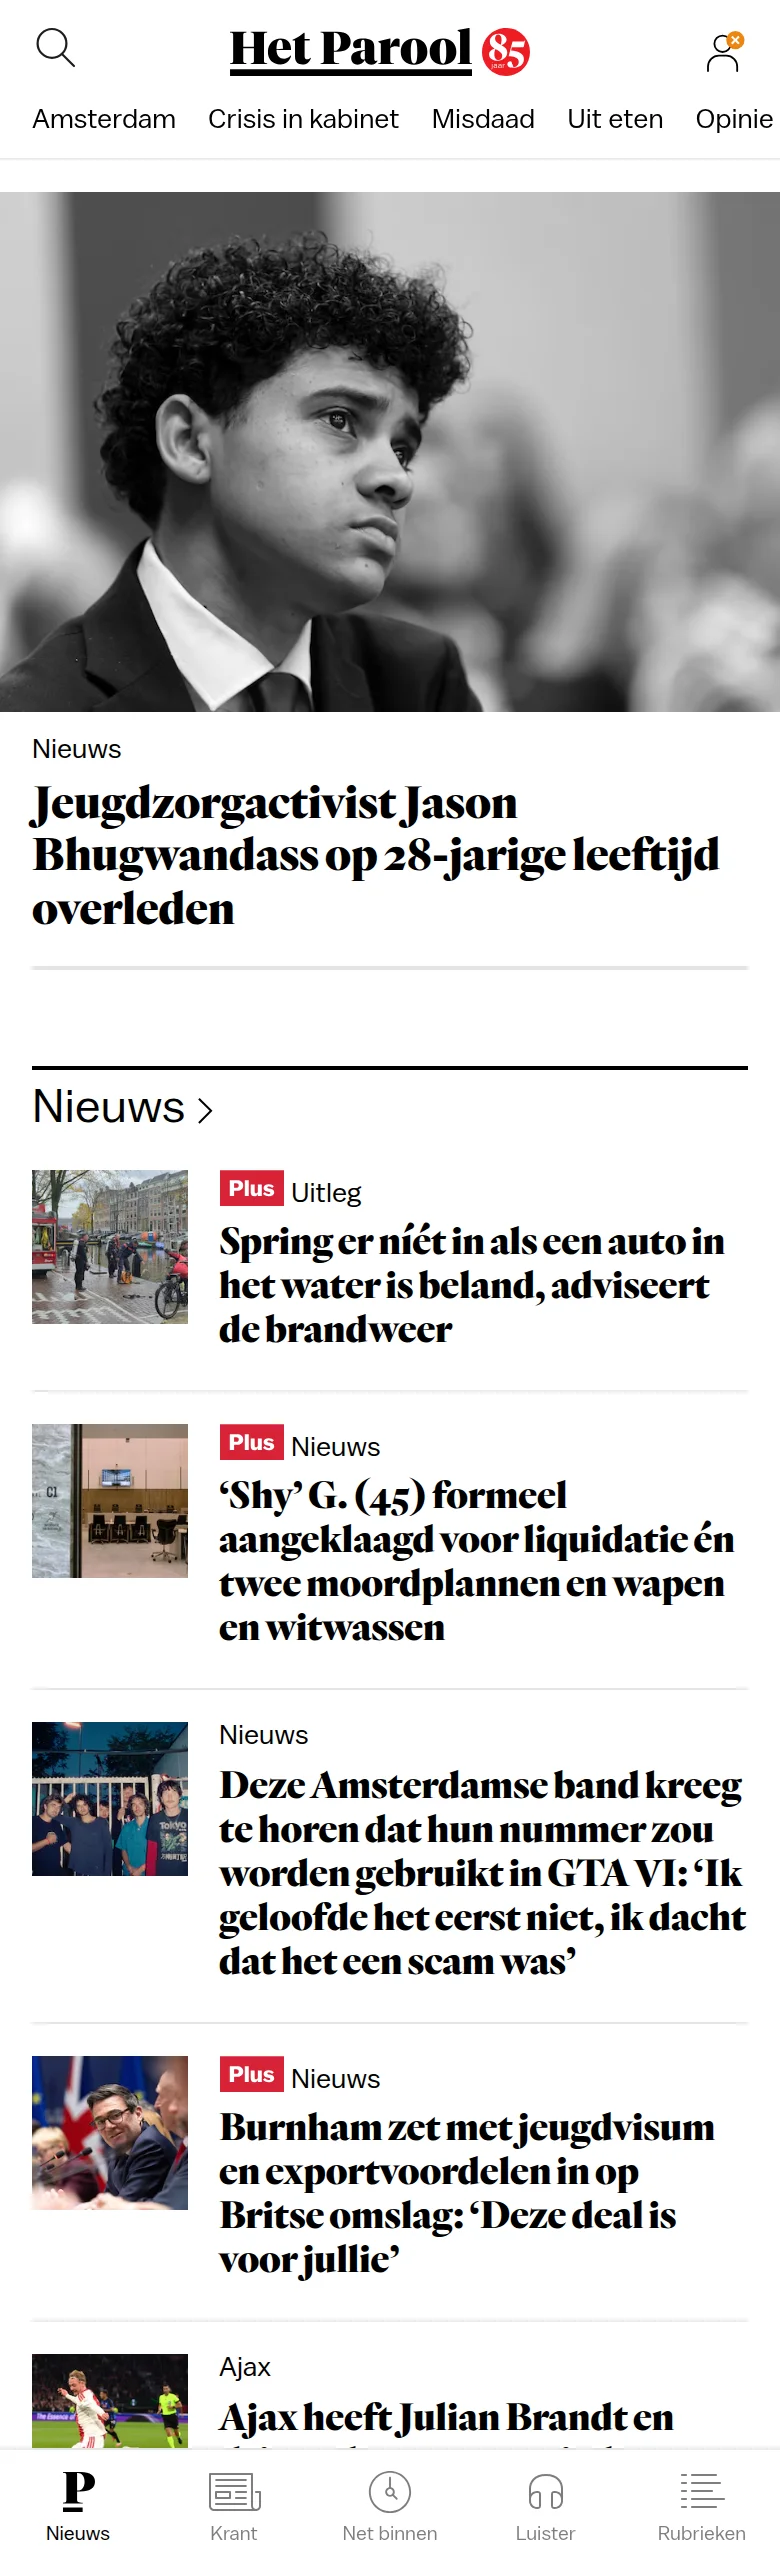 Het Parool 85 jaar
Amsterdam Crisis in kabinet Misdaad Uit eten Opinie
Nieuws
Jeugdzorgactivist Jason
Bhugwandass op 28-jarige leeftijd
overleden
Nieuws
Plus Uitleg
Spring er níét in als een auto in
het water is beland, adviseert
de brandweer
C1
Plus Nieuws
‘Shy’ G. (45) formeel
aangeklaagd voor liquidatie én
twee moordplannen en wapen
en witwassen
Tokyo
Nieuws
Deze Amsterdamse band kreeg
te horen dat hun nummer zou
worden gebruikt in GTA VI: ‘Ik
geloofde het eerst niet, ik dacht
dat het een scam was’
Plus Nieuws
Burnham zet met jeugdvisum
en exportvoordelen in op
Britse omslag: ‘Deze deal is
voor jullie’
Ajax
Ajax heeft Julian Brandt en
Nieuws Krant Net binnen Luister Rubrieken